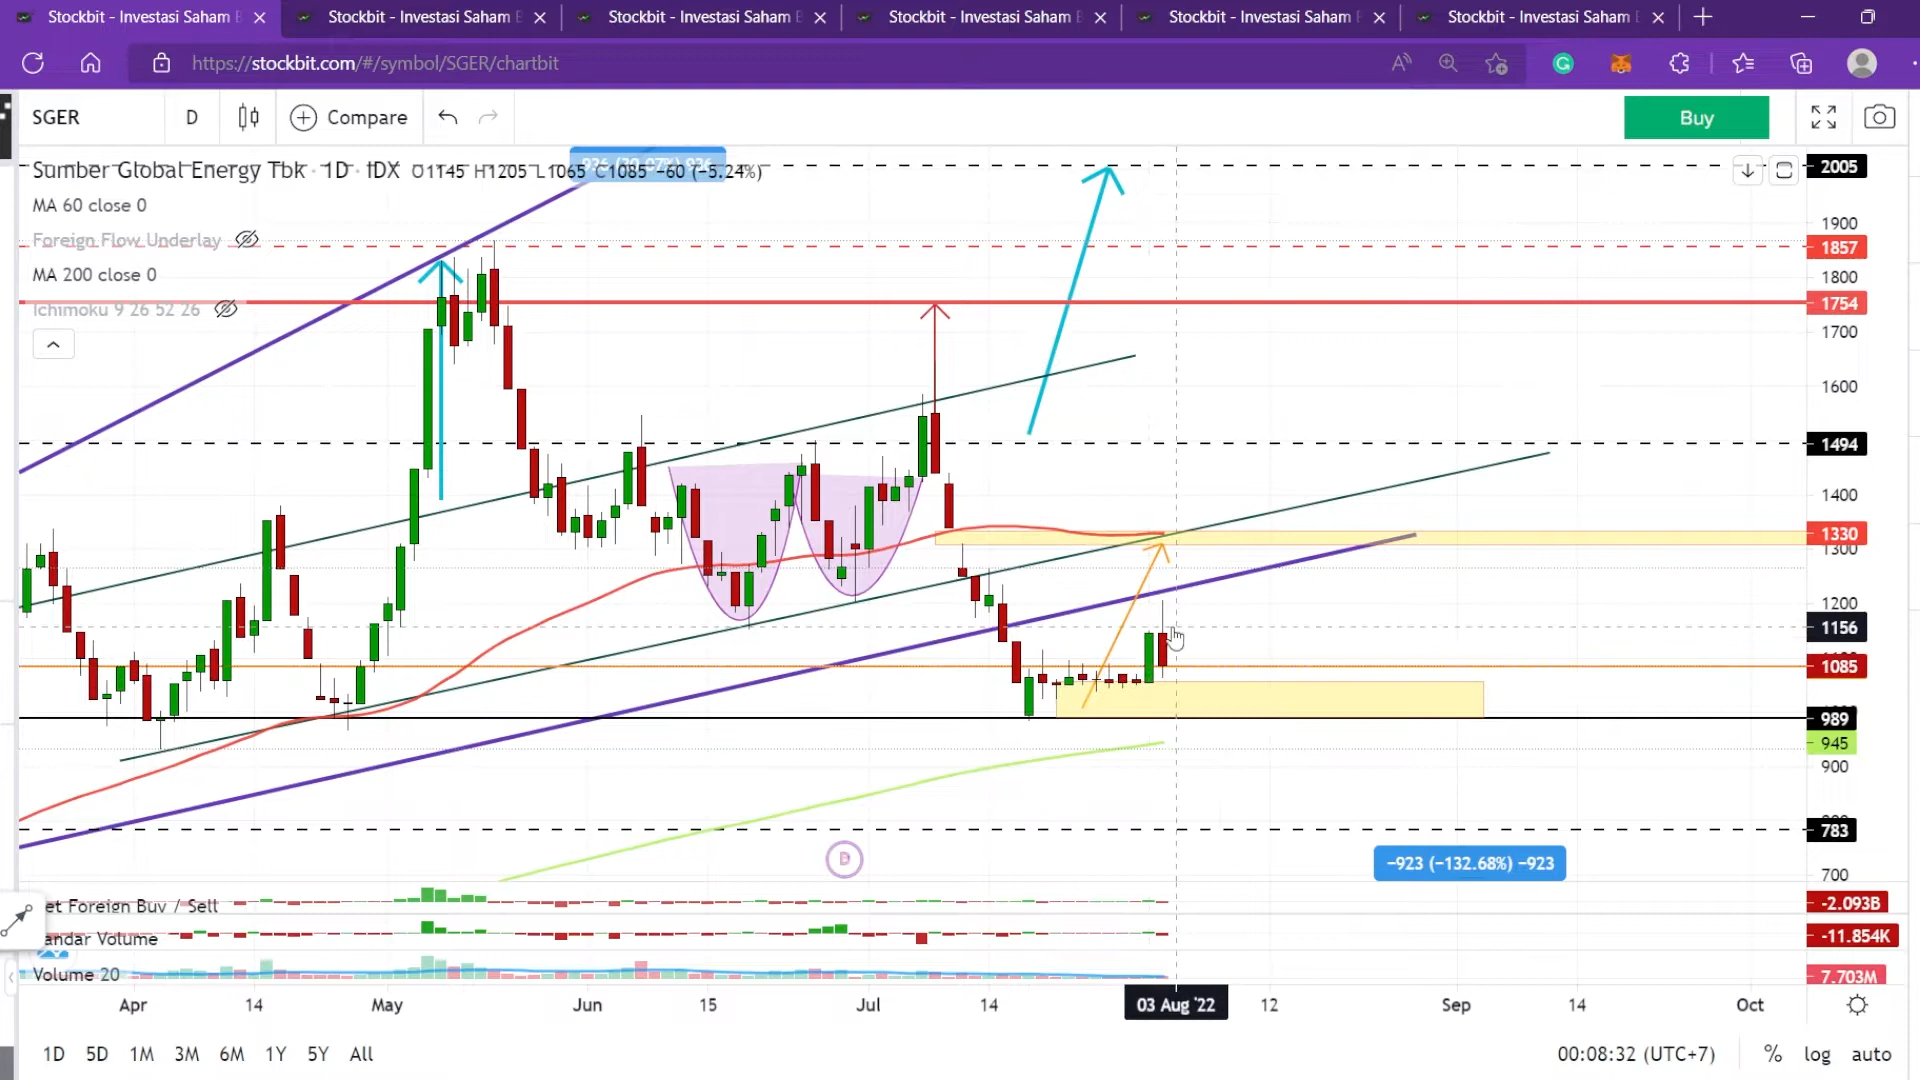 Stockbit - Investasi Saham B
Stockbit - Investasi Saham B
Stockbit - Investasi Saham B
Stockbit - Investasi Saham B
Stockbit - Investasi Saham
Stockbit - Investasi Saham
https://stockbit.com/#/symbol/SGER/chartbit
SGER D Compare Buy
Sumber Global Energy Tbk · 1D · IDX O1145 H1205 L1065 C1085 −60 (−5.24%)
MA 60 close 0
Foreign Flow Underlay
MA 200 close 0
Ichimoku 9 26 52 26
2005
1900
1857
1800
1754
1700
1600
1494
1400
1330
1300
1200
1156
1085
989
945
900
783
700
D
−923 (−132.68%) −923
et Foreign Buy / Sell
-2.093B
andar Volume
-11.854K
Volume 20
7.703M
Apr 14 May Jun 15 Jul 14 03 Aug '22 12 Sep 14 Oct
1D 5D 1M 3M 6M 1Y 5Y All
00:08:32 (UTC+7) % log auto